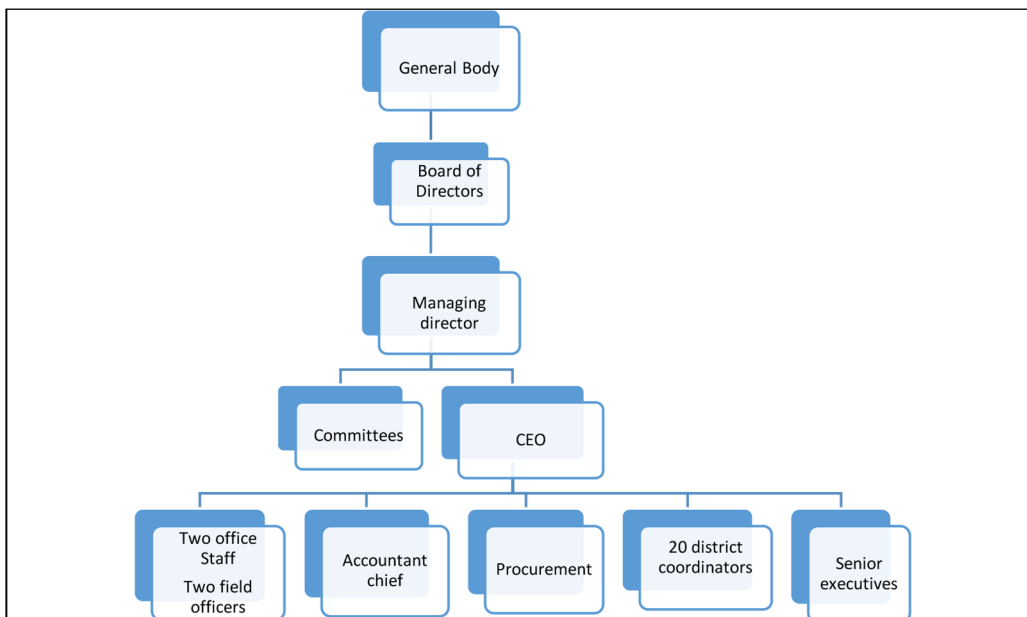 General Body
Board of
Directors
Managing
director
Committees
CEO
Two office
Staff
Two field
officers
Accountant
chief
Procurement
20 district
coordinators
Senior
executives